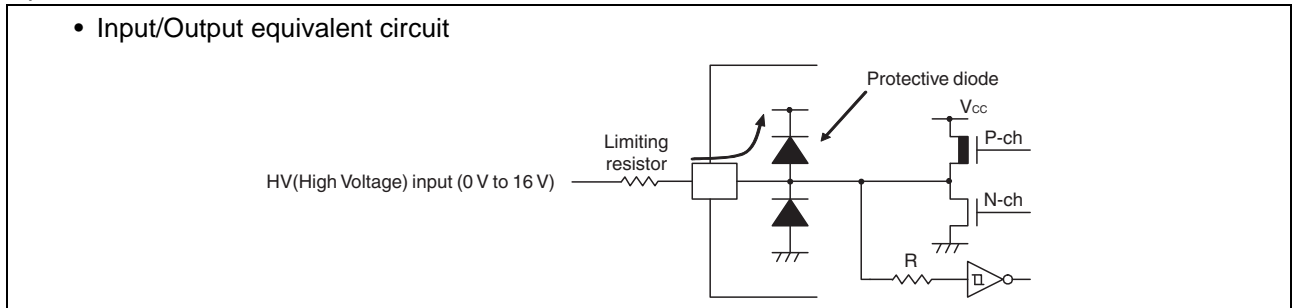 • Input/Output equivalent circuit
Protective diode
Vcc
P-ch
Limiting
resistor
HV(High Voltage) input (0 V to 16 V)
N-ch
R